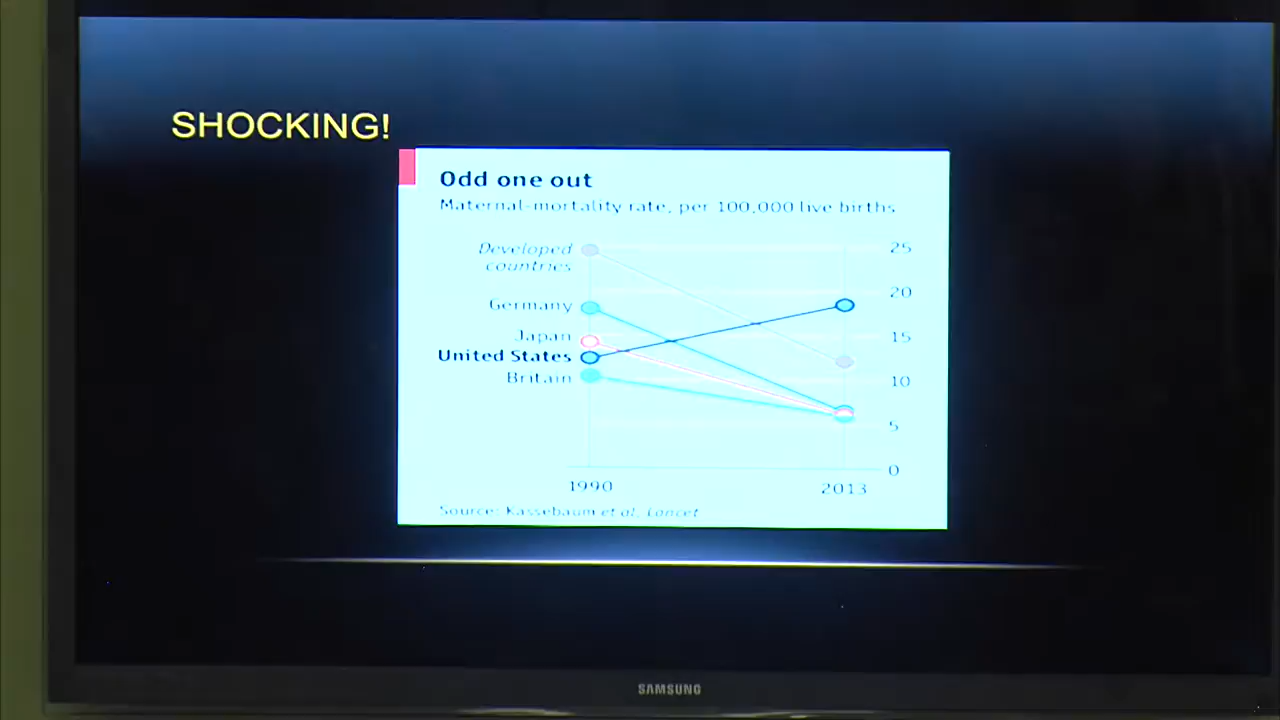 SHOCKING!
Odd one out
Maternal-mortality rate, per 100,000 live births
Developed
countries
25
20
Germany
Japan
15
United States
Britain
10
5
0
1990
2013
Source: Kassebaum et al, Lancet
SAMSUNG